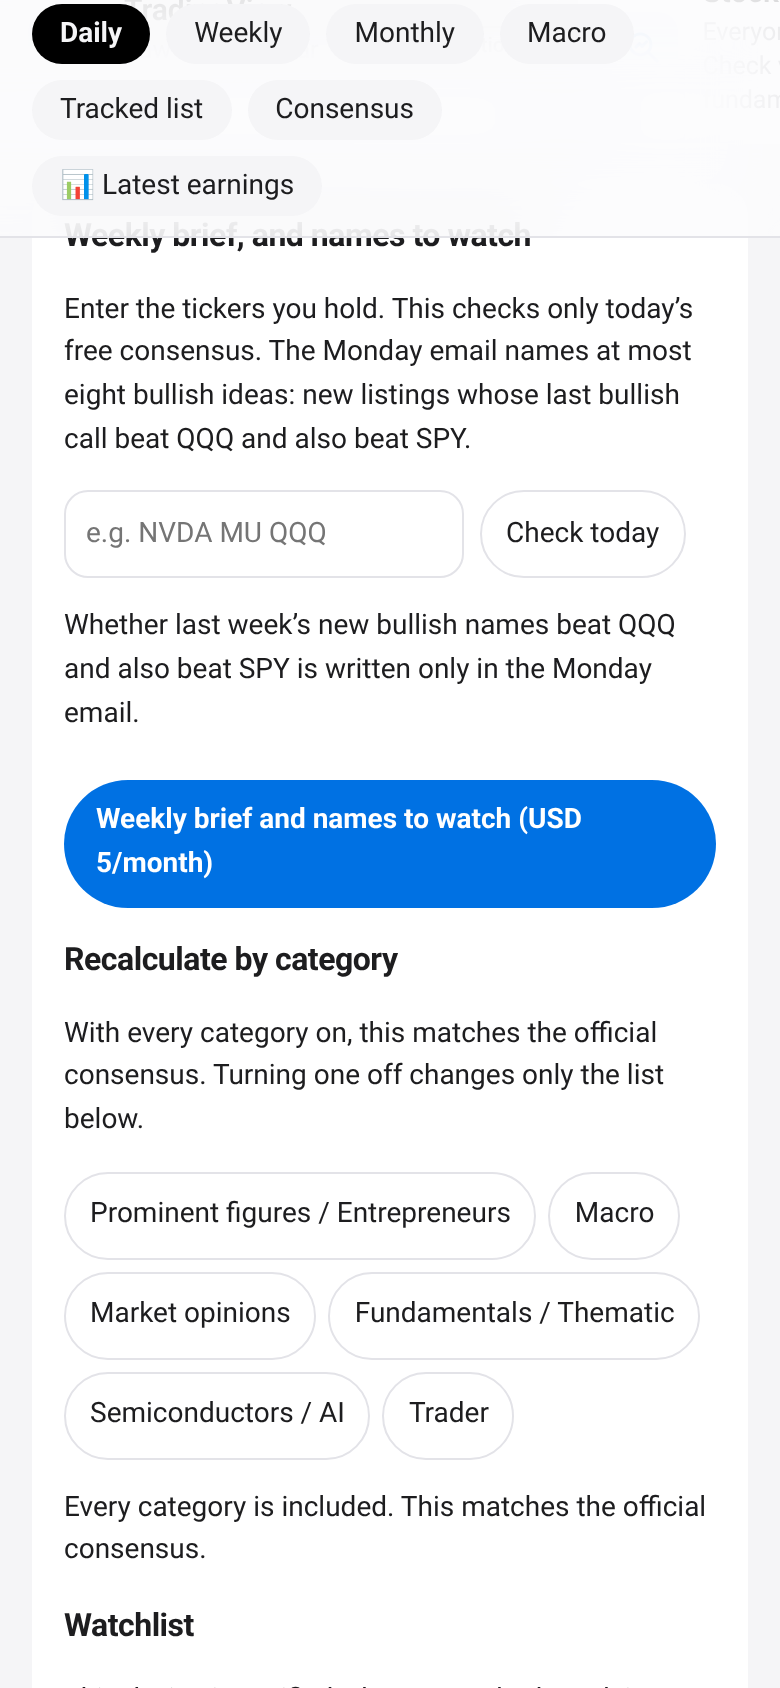 Daily
Weekly
Monthly
Macro
Tracked list
Consensus
📊 Latest earnings
Weekly brief, and names to watch
Enter the tickers you hold. This checks only today’s
free consensus. The Monday email names at most
eight bullish ideas: new listings whose last bullish
call beat QQQ and also beat SPY.
e.g. NVDA MU QQQ
Check today
Whether last week’s new bullish names beat QQQ
and also beat SPY is written only in the Monday
email.
Weekly brief and names to watch (USD
5/month)
Recalculate by category
With every category on, this matches the official
consensus. Turning one off changes only the list
below.
Prominent figures / Entrepreneurs
Macro
Market opinions
Fundamentals / Thematic
Semiconductors / AI
Trader
Every category is included. This matches the official
consensus.
Watchlist